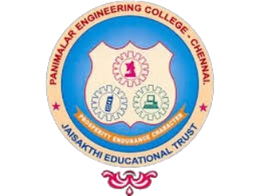 PANIMALAR ENGINEERING COLLEGE - CHENNAI.
PROSPERITY ENDURANCE CHARACTER
JAISAKTHI EDUCATIONAL TRUST